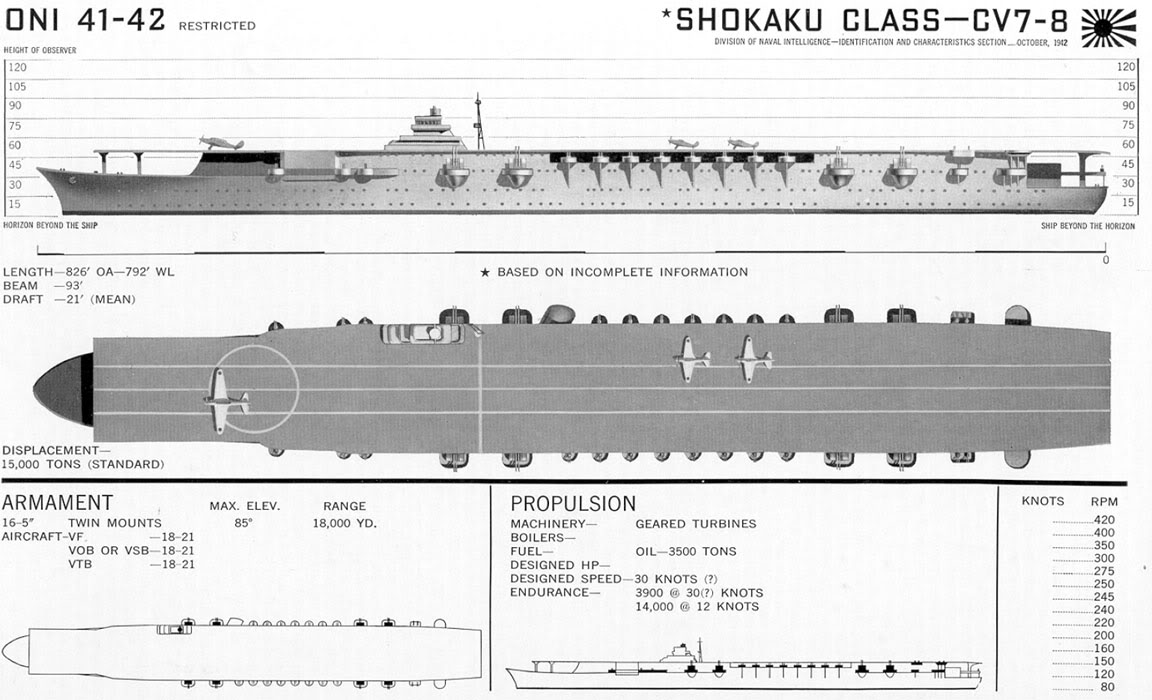 ONI 41-42 RESTRICTED
★SHOKAKU CLASS—CV7-8
DIVISION OF NAVAL INTELLIGENCE—IDENTIFICATION AND CHARACTERISTICS SECTION__OCTOBER, 1942
HEIGHT OF OBSERVER
120 120
105 105
90 90
75 75
60 60
45 45
30 30
15 15
HORIZON BEYOND THE SHIP
SHIP BEYOND THE HORIZON
0
LENGTH—826' OA—792' WL
BEAM —93'
DRAFT —21' (MEAN)
★ BASED ON INCOMPLETE INFORMATION
DISPLACEMENT—
15,000 TONS (STANDARD)
ARMAMENT MAX. ELEV. RANGE
16-5" TWIN MOUNTS 85° 18,000 YD.
AIRCRAFT-VF —18-21
VOB OR VSB—18-21
VTB —18-21
PROPULSION
MACHINERY— GEARED TURBINES
BOILERS—
FUEL— OIL—3500 TONS
DESIGNED HP—
DESIGNED SPEED—30 KNOTS (?)
ENDURANCE— 3900 @ 30(?) KNOTS
14,000 @ 12 KNOTS
KNOTS RPM
420
400
350
300
275
250
245
240
220
200
160
150
120
80